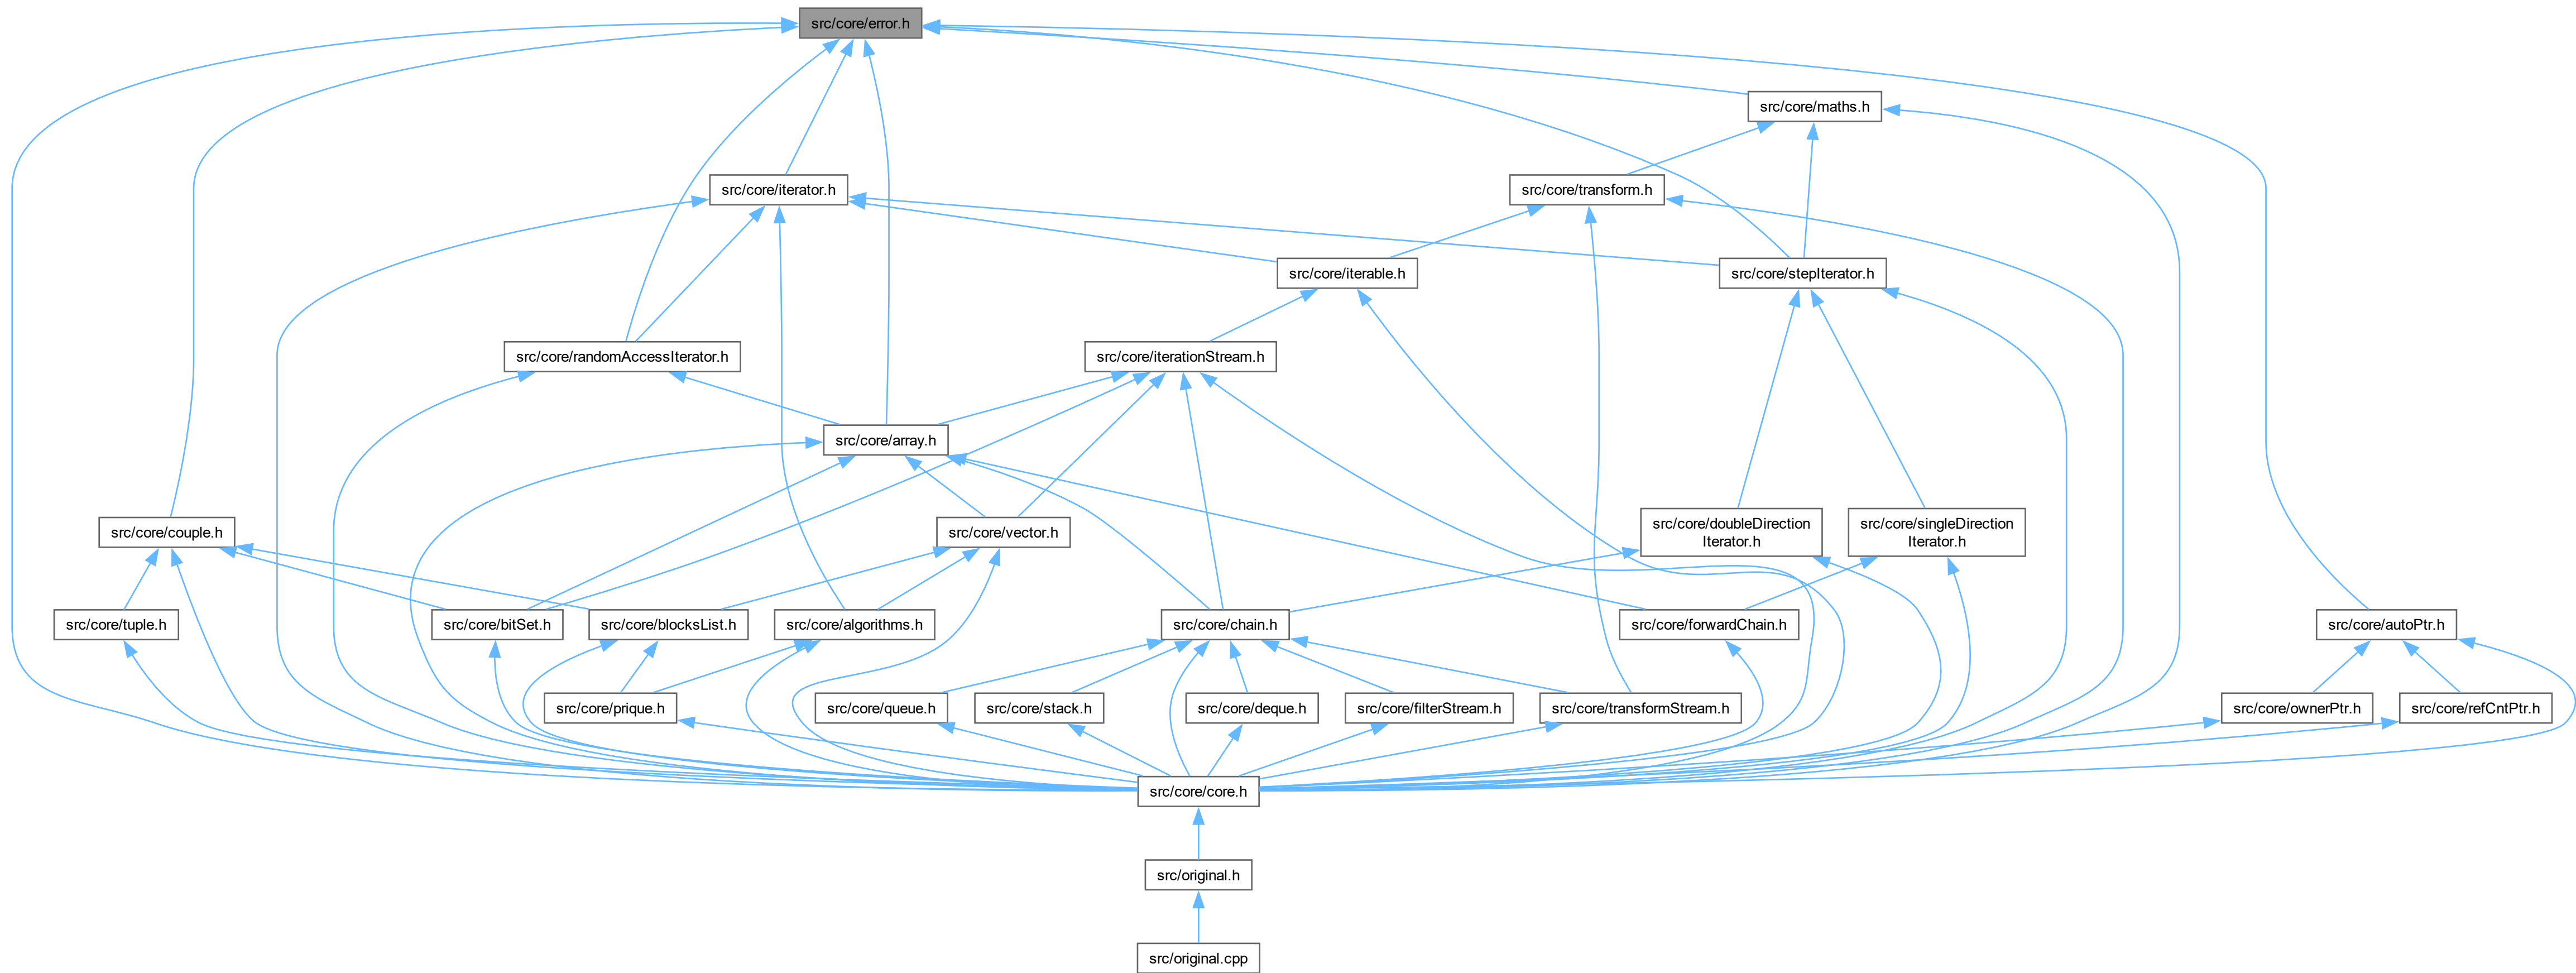 src/core/error.h
src/core/maths.h
src/core/iterator.h
src/core/transform.h
src/core/iterable.h
src/core/stepIterator.h
src/core/randomAccessIterator.h
src/core/iterationStream.h
src/core/array.h
src/core/couple.h
src/core/vector.h
src/core/doubleDirection
Iterator.h
src/core/singleDirection
Iterator.h
src/core/tuple.h
src/core/bitSet.h
src/core/blocksList.h
src/core/algorithms.h
src/core/chain.h
src/core/forwardChain.h
src/core/autoPtr.h
src/core/prique.h
src/core/queue.h
src/core/stack.h
src/core/deque.h
src/core/filterStream.h
src/core/transformStream.h
src/core/ownerPtr.h
src/core/refCntPtr.h
src/core/core.h
src/original.h
src/original.cpp